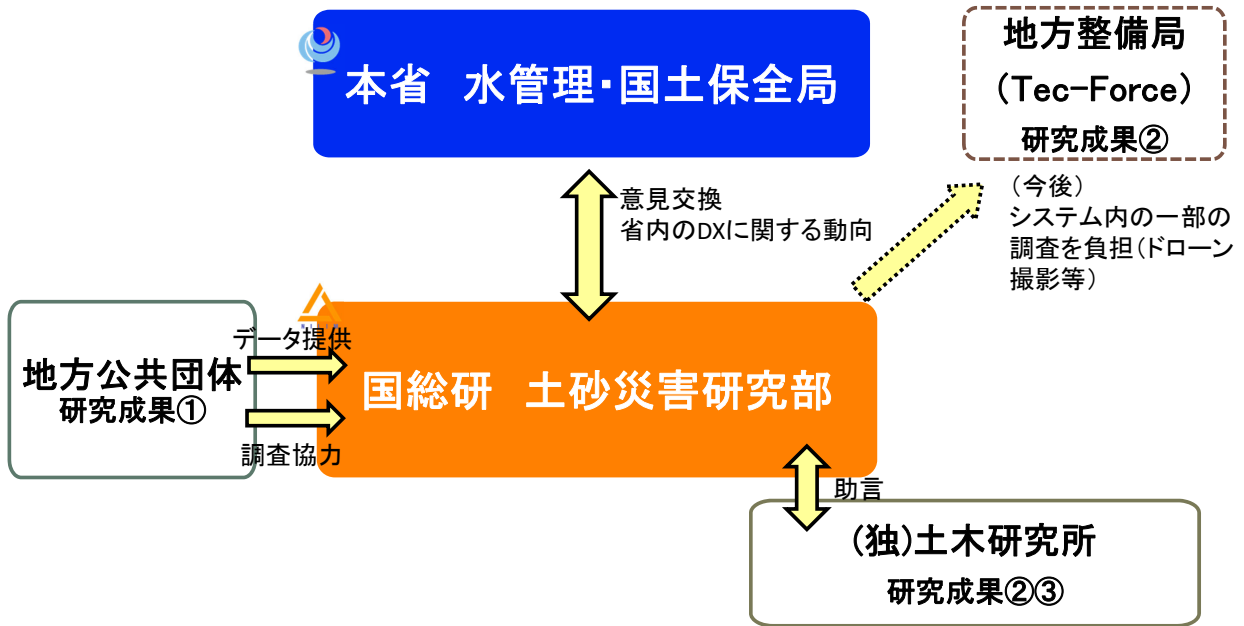 本省　水管理・国土保全局
地方整備局
(Tec-Force)
研究成果②
意見交換
省内のDXに関する動向
(今後)
システム内の一部の
調査を負担(ドローン
撮影等)
地方公共団体
研究成果①
データ提供
調査協力
国総研　土砂災害研究部
助言
(独)土木研究所
研究成果②③